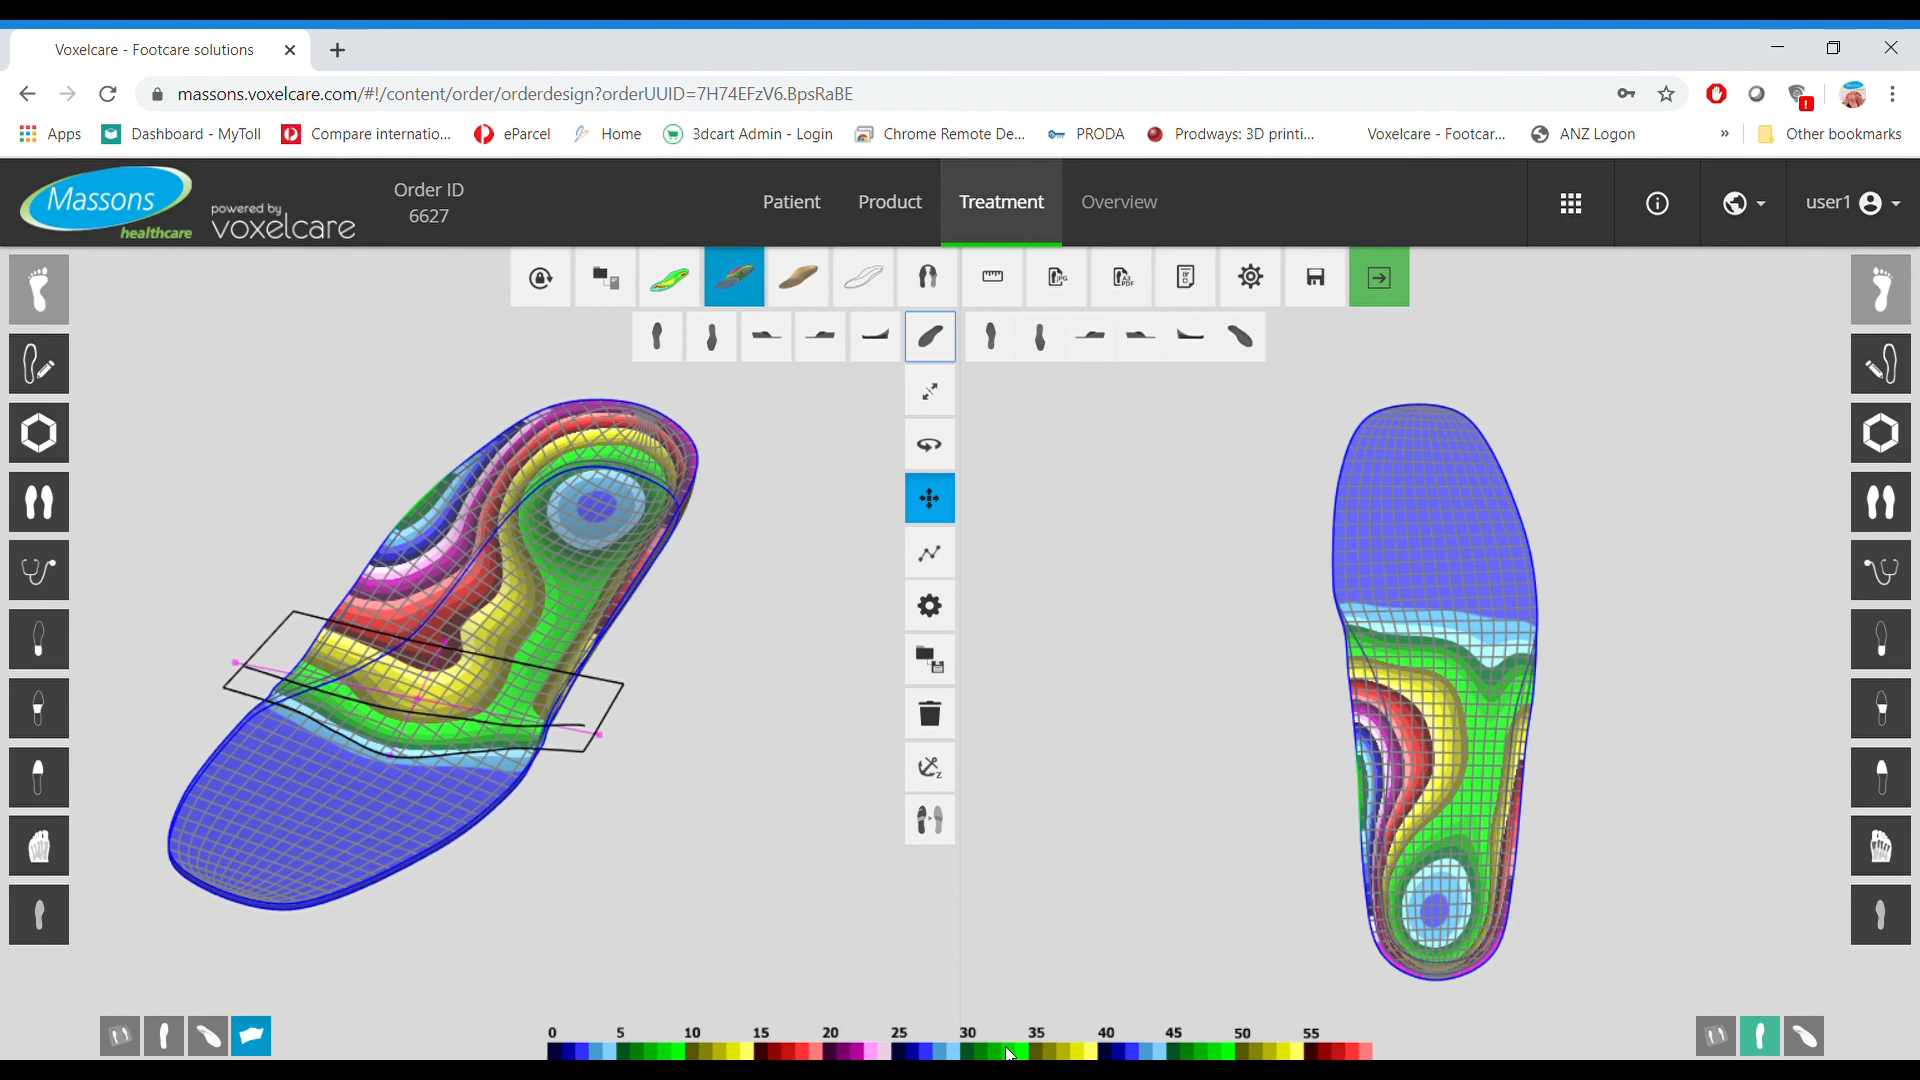 Voxelcare - Footcare solutions
massons.voxelcare.com/#!/content/order/orderdesign?orderUUID=7H74EFzV6.BpsRaBE
Apps Dashboard - MyToll Compare internatio... eParcel Home 3dcart Admin - Login Chrome Remote De... PRODA Prodways: 3D printi... Voxelcare - Footcar... ANZ Logon » Other bookmarks
Massons
healthcare
powered by
voxelcare
Order ID
6627
Patient Product Treatment Overview
user1
JPG
A3
PDF
z
0 5 10 15 20 25 30 35 40 45 50 55